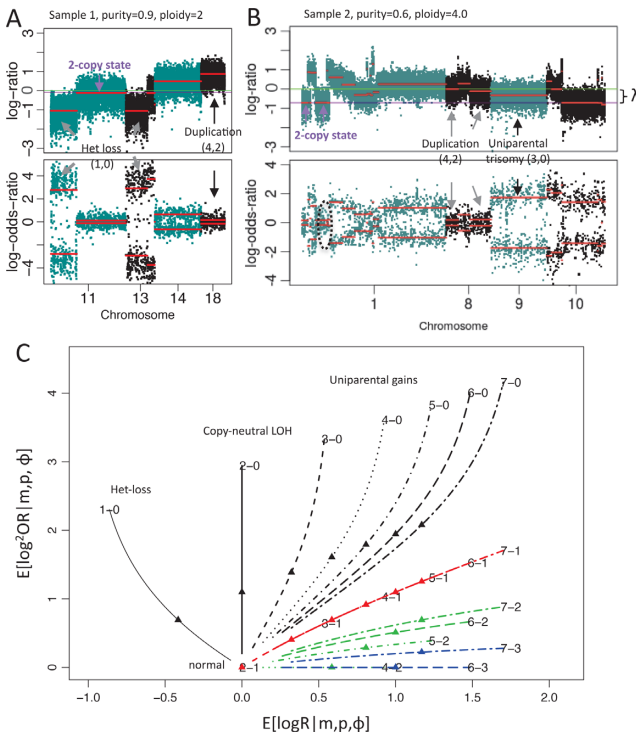 Sample 1, purity=0.9, ploidy=2
Sample 2, purity=0.6, ploidy=4.0
A
B
log-ratio
3
1
0
-1
-3
2-copy state
Het loss
(1,0)
Duplication
(4,2)
log-odds-ratio
4
2
0
-2
-4
11
13
14
18
Chromosome
log-ratio
3
1
0
-1
-3
2-copy state
Duplication
(4,2)
Uniparental
trisomy (3,0)
λ
log-odds-ratio
4
2
0
-2
-4
1
8
9
10
Chromosome
C
E[log²OR|m,p,ϕ]
4
3
2
1
0
Uniparental gains
Copy-neutral LOH
Het-loss
normal
1-0
2-0
3-0
4-0
5-0
6-0
7-0
2-1
3-1
4-1
5-1
6-1
7-1
4-2
5-2
6-2
7-2
6-3
7-3
-1.0
-0.5
0.0
0.5
1.0
1.5
2.0
E[logR|m,p,ϕ]